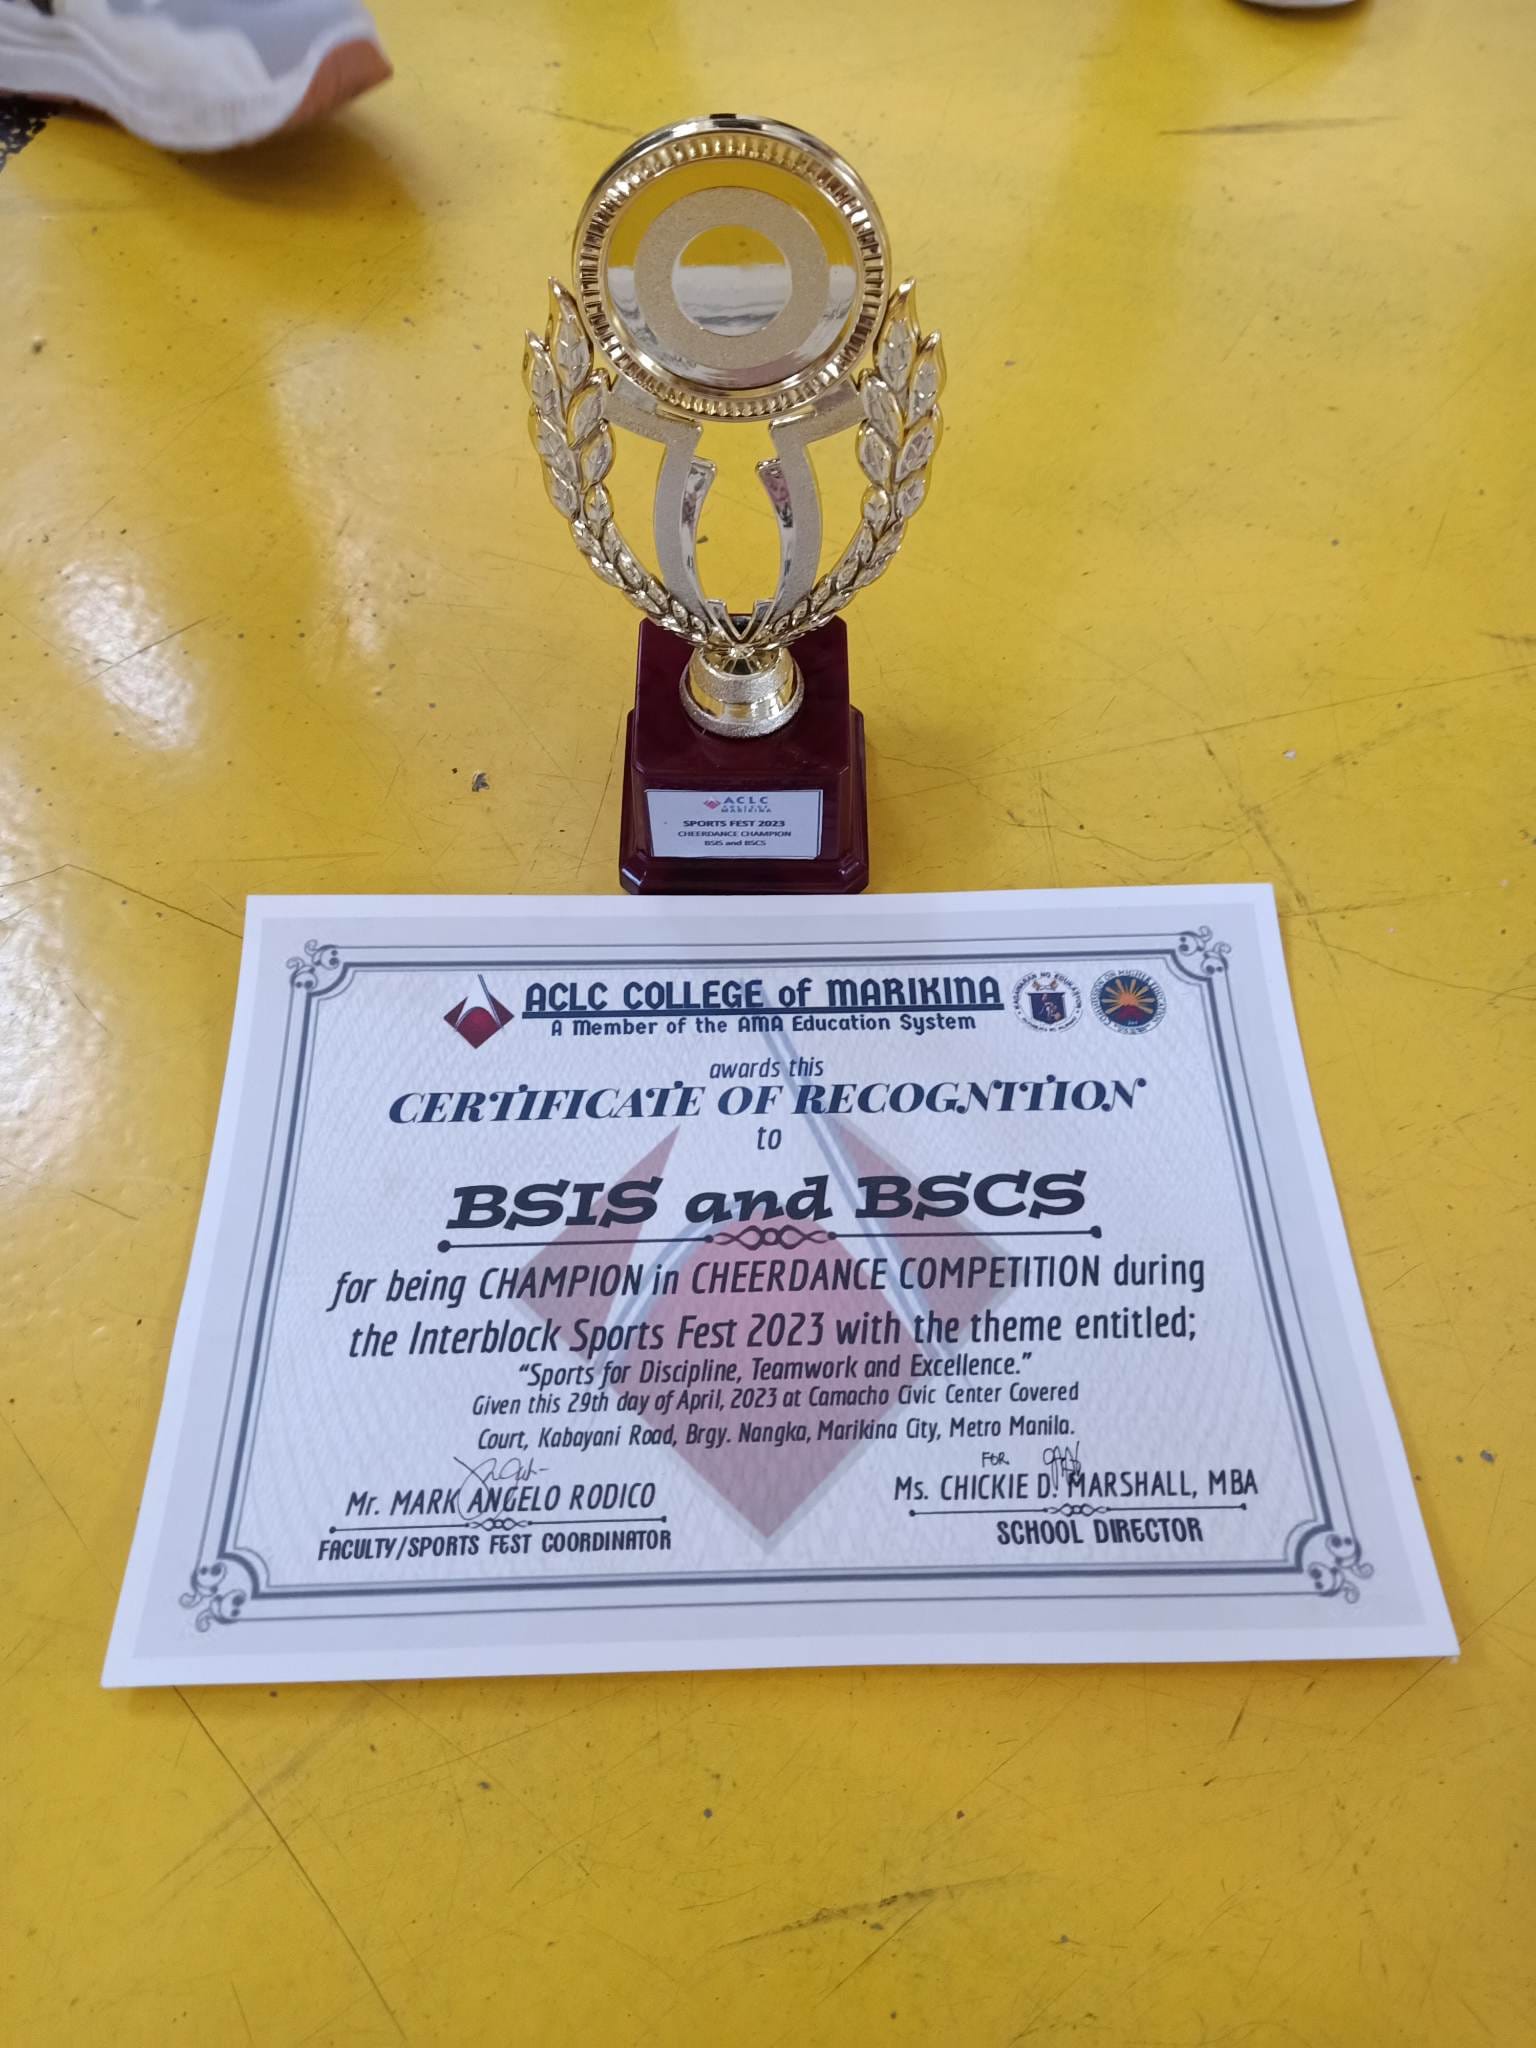 ACLC
COLLEGE
MARIKINA
SPORTS FEST 2023
CHEERDANCE CHAMPION
BSIS and BSCS
ACLC COLLEGE of MARIKINA
A Member of the AMA Education System
awards this
CERTIFICATE OF RECOGNITION
to
BSIS and BSCS
for being CHAMPION in CHEERDANCE COMPETITION during
the Interblock Sports Fest 2023 with the theme entitled;
“Sports for Discipline, Teamwork and Excellence.”
Given this 29th day of April, 2023 at Camacho Civic Center Covered
Court, Kabayani Road, Brgy. Nangka, Marikina City, Metro Manila.
FOR
Mr. MARK ANGELO RODICO
Ms. CHICKIE D. MARSHALL, MBA
FACULTY/SPORTS FEST COORDINATOR
SCHOOL DIRECTOR